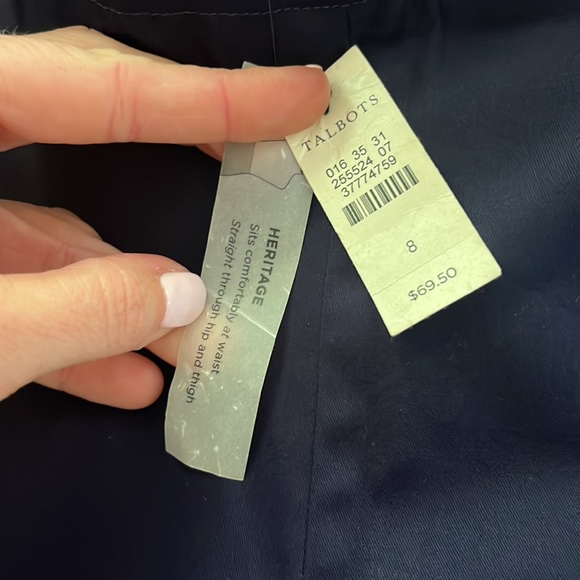 TALBOTS
016 35 31
255524 07
37774759
8
$69.50
HERITAGE
Sits comfortably at waist
Straight through hip and thigh